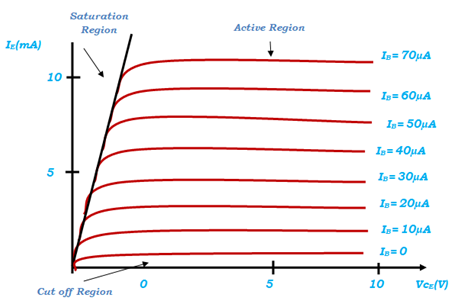 Saturation
Region
Active Region
IE(mA)
IB = 70μA
10
IB = 60μA
IB = 50μA
IB = 40μA
5
IB = 30μA
IB = 20μA
IB = 10μA
IB = 0
Cut off Region
0
5
10
VCE(V)